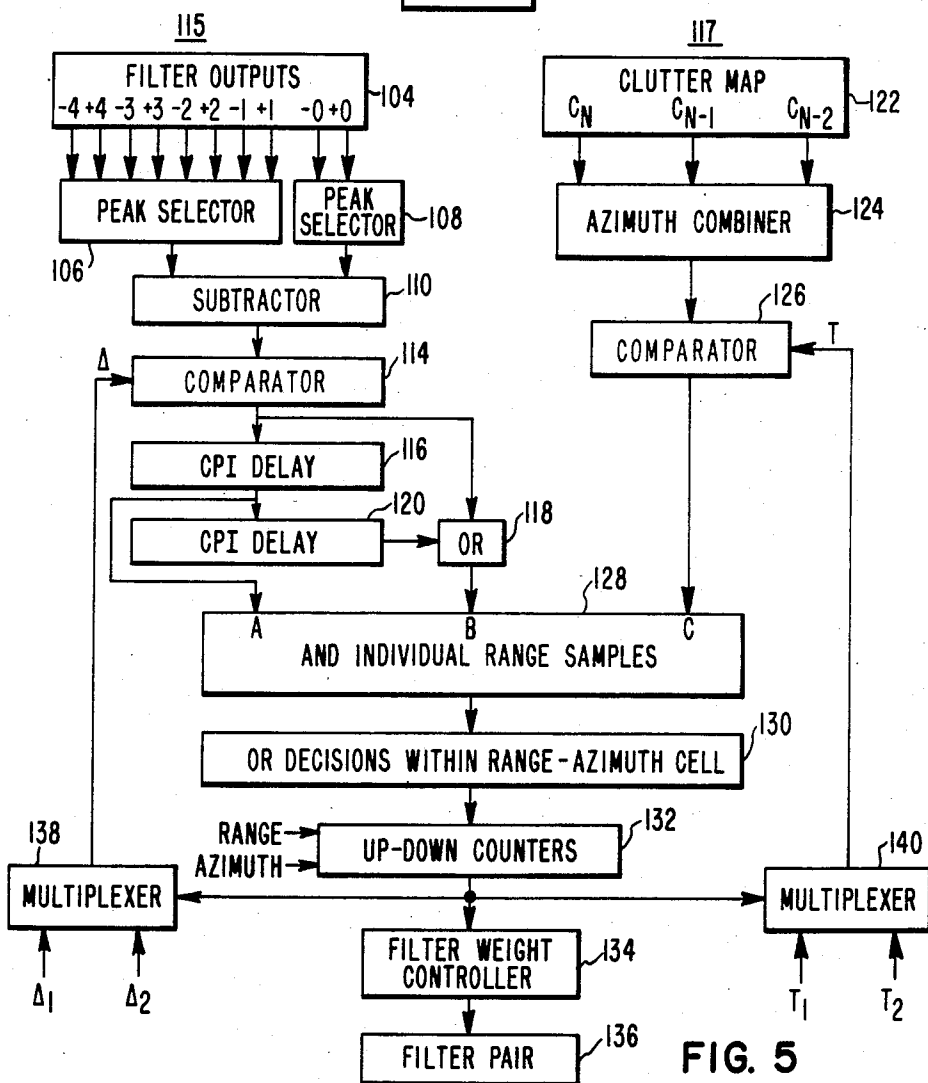 115
117
FILTER OUTPUTS
-4 +4 -3 +3 -2 +2 -1 +1 -0 +0
104
CLUTTER MAP
C_N C_{N-1} C_{N-2}
122
PEAK SELECTOR
106
PEAK
SELECTOR
108
AZIMUTH COMBINER
124
SUBTRACTOR
110
126
COMPARATOR
T
Δ
COMPARATOR
114
CPI DELAY
116
120
CPI DELAY
OR
118
128
A B C
AND INDIVIDUAL RANGE SAMPLES
130
OR DECISIONS WITHIN RANGE-AZIMUTH CELL
RANGE
AZIMUTH
UP-DOWN COUNTERS
132
138
MULTIPLEXER
140
MULTIPLEXER
Δ1 Δ2
FILTER WEIGHT
CONTROLLER
134
T1 T2
FILTER PAIR
136
FIG. 5